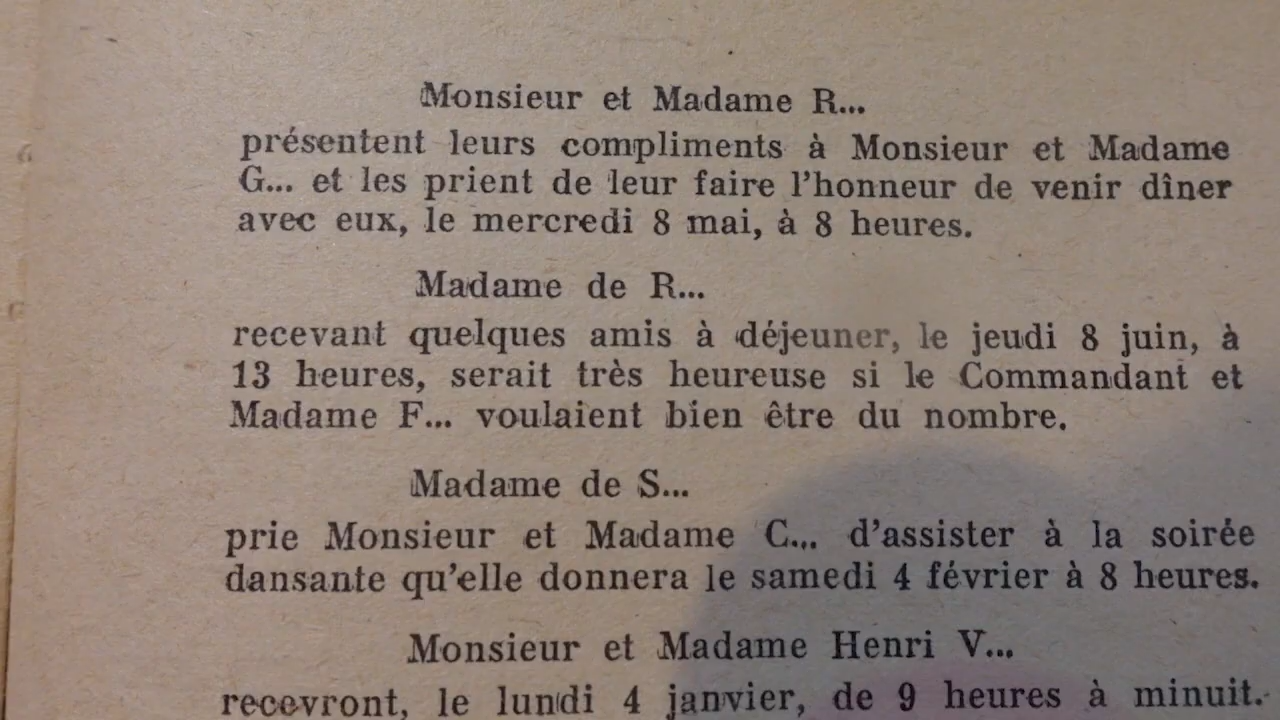 Monsieur et Madame R...
présentent leurs compliments à Monsieur et Madame
G... et les prient de leur faire l'honneur de venir dîner
avec eux, le mercredi 8 mai, à 8 heures.
Madame de R...
recevant quelques amis à déjeuner, le jeudi 8 juin, à
13 heures, serait très heureuse si le Commandant et
Madame F... voulaient bien être du nombre.
Madame de S...
prie Monsieur et Madame C... d'assister à la soirée
dansante qu'elle donnera le samedi 4 février à 8 heures.
Monsieur et Madame Henri V...
recevront, le lundi 4 janvier, de 9 heures à minuit.